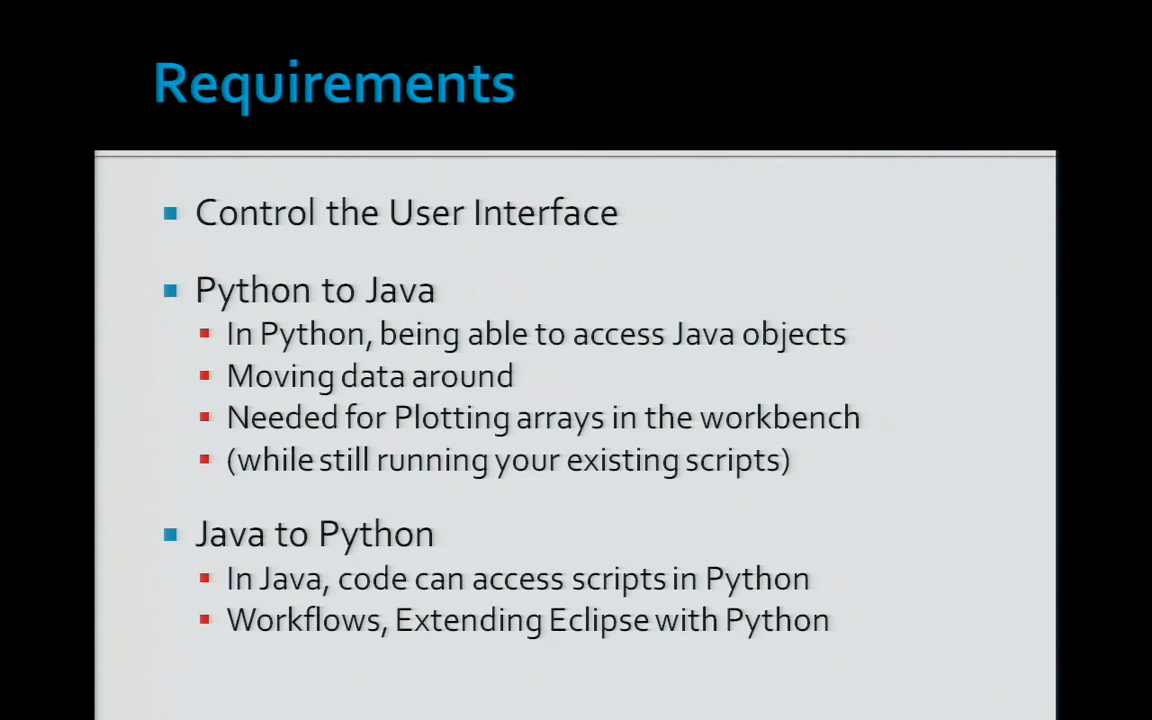 Requirements
Control the User Interface
Python to Java
In Python, being able to access Java objects
Moving data around
Needed for Plotting arrays in the workbench
(while still running your existing scripts)
Java to Python
In Java, code can access scripts in Python
Workflows, Extending Eclipse with Python